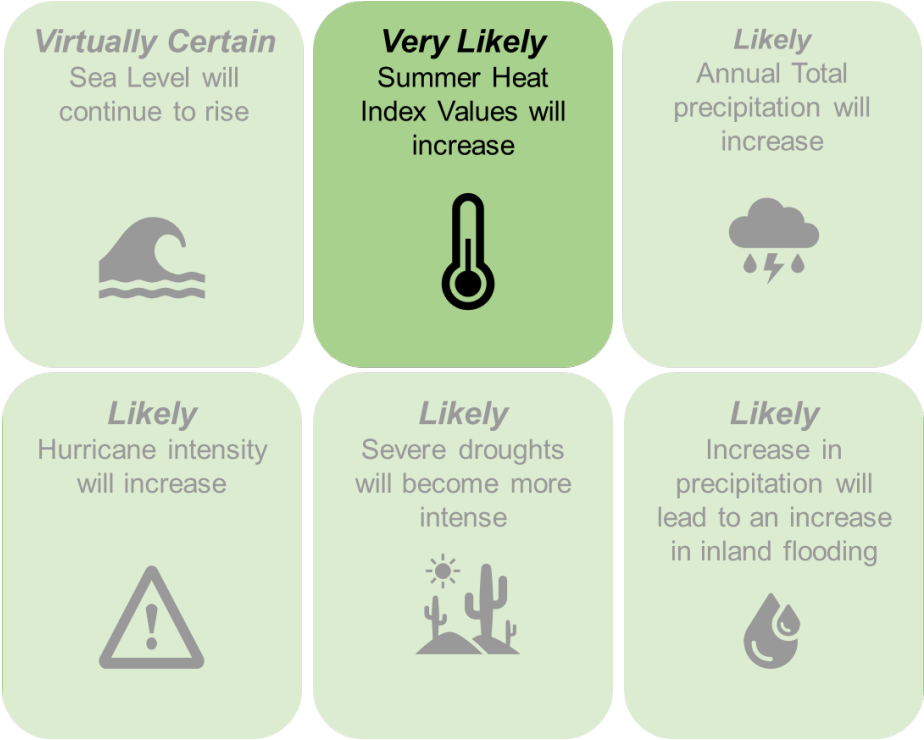 Virtually Certain
Sea Level will
continue to rise
Very Likely
Summer Heat
Index Values will
increase
Likely
Annual Total
precipitation will
increase
Likely
Hurricane intensity
will increase
Likely
Severe droughts
will become more
intense
Likely
Increase in
precipitation will
lead to an increase
in inland flooding